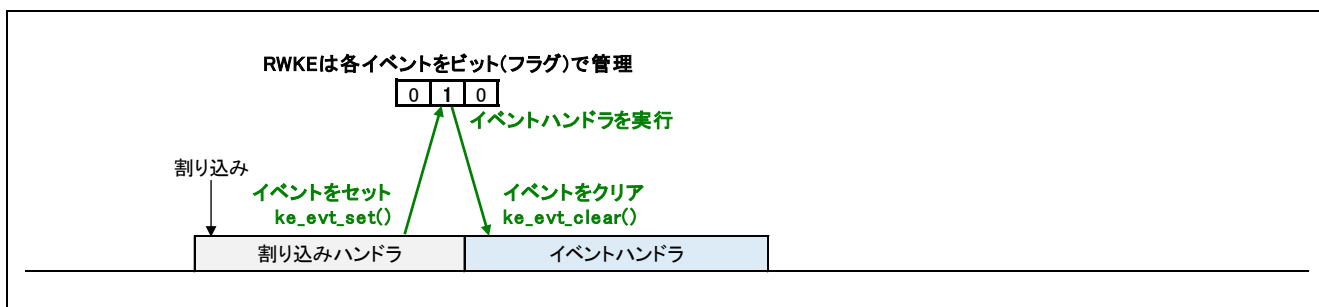 RWKEは各イベントをビット(フラグ)で管理
0 1 0
イベントハンドラを実行
割り込み
イベントをセット
ke_evt_set()
イベントをクリア
ke_evt_clear()
割り込みハンドラ
イベントハンドラ